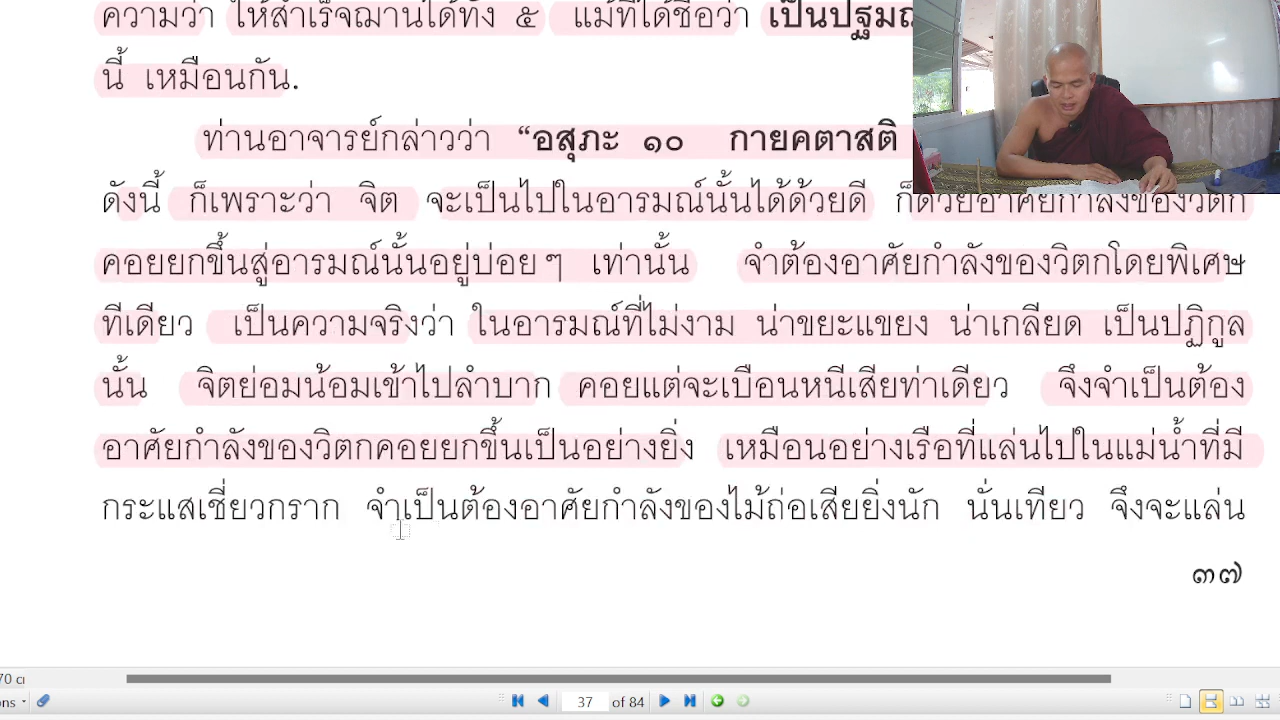 ความว่า ให้สำเร็จฌานได้ทั้ง ๕ แม้ที่ได้ชื่อว่า เป็นปฐม
นี้ เหมือนกัน.
ท่านอาจารย์กล่าวว่า “อสุภะ ๑๐ กายคตาสติ
ดังนี้ ก็เพราะว่า จิต จะเป็นไปในอารมณ์นั้นได้ด้วยดี ก็ด้วยอาศัยกำลังของวิตก
คอยยกขึ้นสู่อารมณ์นั้นอยู่บ่อยๆ เท่านั้น จำต้องอาศัยกำลังของวิตกโดยพิเศษ
ทีเดียว เป็นความจริงว่า ในอารมณ์ที่ไม่งาม น่าขยะแขยง น่าเกลียด เป็นปฏิกูล
นั้น จิตย่อมน้อมเข้าไปลำบาก คอยแต่จะเบือนหนีเสียท่าเดียว จึงจำเป็นต้อง
อาศัยกำลังของวิตกคอยยกขึ้นเป็นอย่างยิ่ง เหมือนอย่างเรือที่แล่นไปในแม่น้ำที่มี
กระแสเชี่ยวกราก จำเป็นต้องอาศัยกำลังของไม้ถ่อเสียยิ่งนัก นั่นเทียว จึงจะแล่น
๓๗
37 of 84